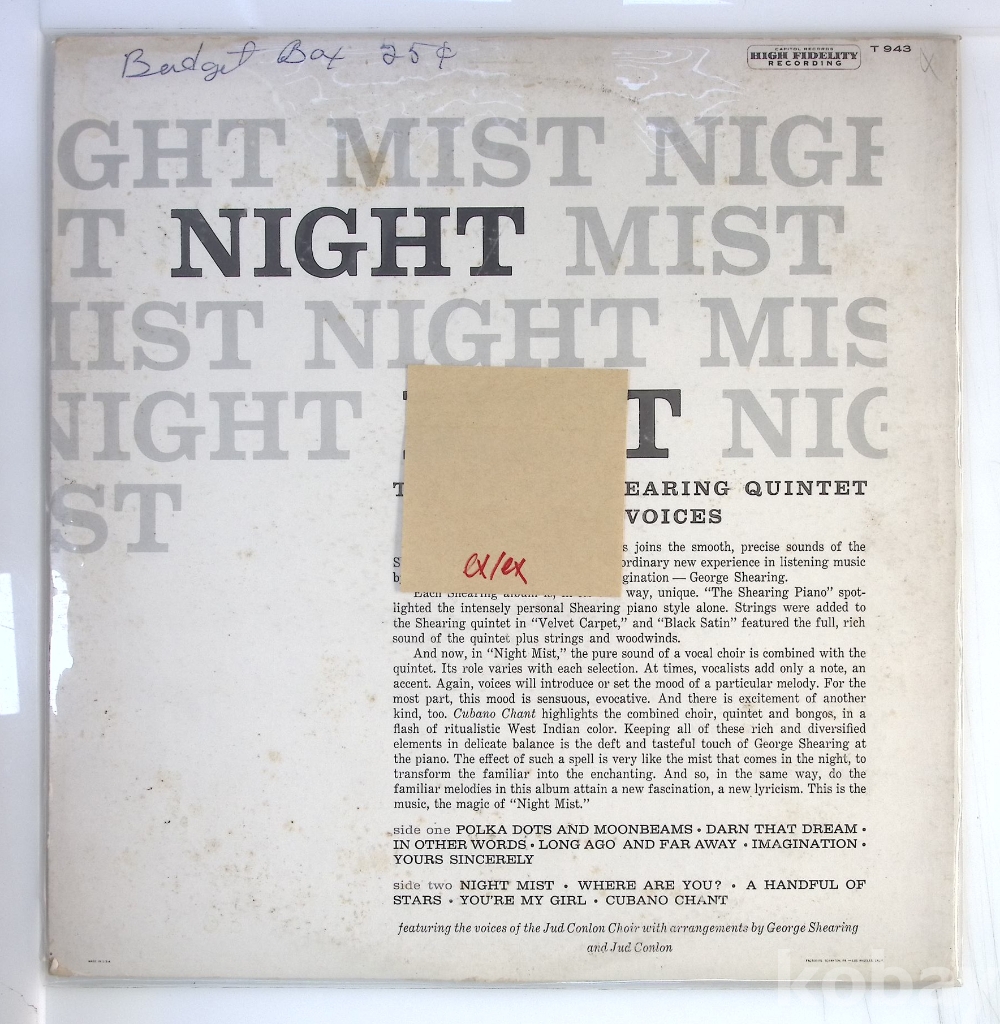 Budget Box 25¢
CAPITOL RECORDS
HIGH FIDELITY
RECORDING
T 943
GHT MIST NIGH
T NIGHT MIST
MIST NIGHT MIS
NIGHT T NIG
ST
T EARING QUINTET
VOICES
s joins the smooth, precise sounds of the
S ordinary new experience in listening music
b gination — George Shearing.
Each Shearing album is, in way, unique. “The Shearing Piano” spot-
lighted the intensely personal Shearing piano style alone. Strings were added to
the Shearing quintet in “Velvet Carpet,” and “Black Satin” featured the full, rich
sound of the quintet plus strings and woodwinds.
And now, in “Night Mist,” the pure sound of a vocal choir is combined with the
quintet. Its role varies with each selection. At times, vocalists add only a note, an
accent. Again, voices will introduce or set the mood of a particular melody. For the
most part, this mood is sensuous, evocative. And there is excitement of another
kind, too. Cubano Chant highlights the combined choir, quintet and bongos, in a
flash of ritualistic West Indian color. Keeping all of these rich and diversified
elements in delicate balance is the deft and tasteful touch of George Shearing at
the piano. The effect of such a spell is very like the mist that comes in the night, to
transform the familiar into the enchanting. And so, in the same way, do the
familiar melodies in this album attain a new fascination, a new lyricism. This is the
music, the magic of “Night Mist.”
side one POLKA DOTS AND MOONBEAMS • DARN THAT DREAM •
IN OTHER WORDS • LONG AGO AND FAR AWAY • IMAGINATION •
YOURS SINCERELY
side two NIGHT MIST • WHERE ARE YOU? • A HANDFUL OF
STARS • YOU'RE MY GIRL • CUBANO CHANT
featuring the voices of the Jud Conlon Choir with arrangements by George Shearing
and Jud Conlon
ex/ex
koba